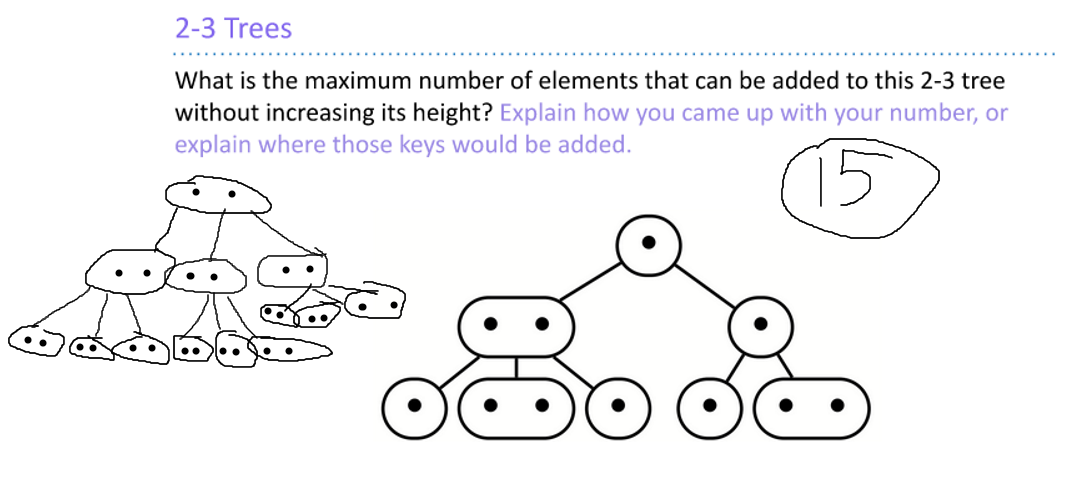 2-3 Trees
What is the maximum number of elements that can be added to this 2-3 tree
without increasing its height? Explain how you came up with your number, or
explain where those keys would be added.
15